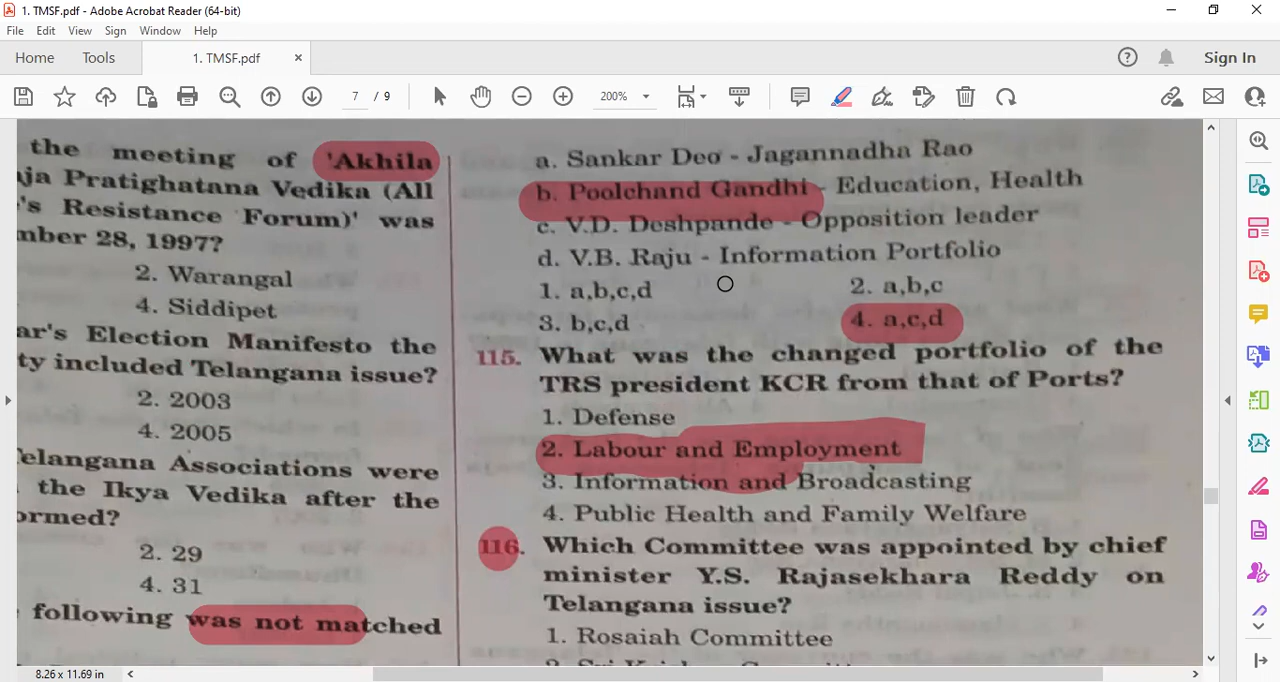 1. TMSF.pdf - Adobe Acrobat Reader (64-bit)
File Edit View Sign Window Help
Home Tools 1. TMSF.pdf × Sign In
7 / 9 200%
the meeting of 'Akhila
ja Pratighatana Vedika (All
's Resistance Forum)' was
mber 28, 1997?
2. Warangal
4. Siddipet
ar's Election Manifesto the
ty included Telangana issue?
2. 2003
4. 2005
Telangana Associations were
the Ikya Vedika after the
ormed?
2. 29
4. 31
following was not matched
a. Sankar Deo - Jagannadha Rao
b. Poolchand Gandhi - Education, Health
c. V.D. Deshpande - Opposition leader
d. V.B. Raju - Information Portfolio
1. a,b,c,d 2. a,b,c
3. b,c,d 4. a,c,d
115. What was the changed portfolio of the
TRS president KCR from that of Ports?
1. Defense
2. Labour and Employment
3. Information and Broadcasting
4. Public Health and Family Welfare
116. Which Committee was appointed by chief
minister Y.S. Rajasekhara Reddy on
Telangana issue?
1. Rosaiah Committee
8.26 x 11.69 in